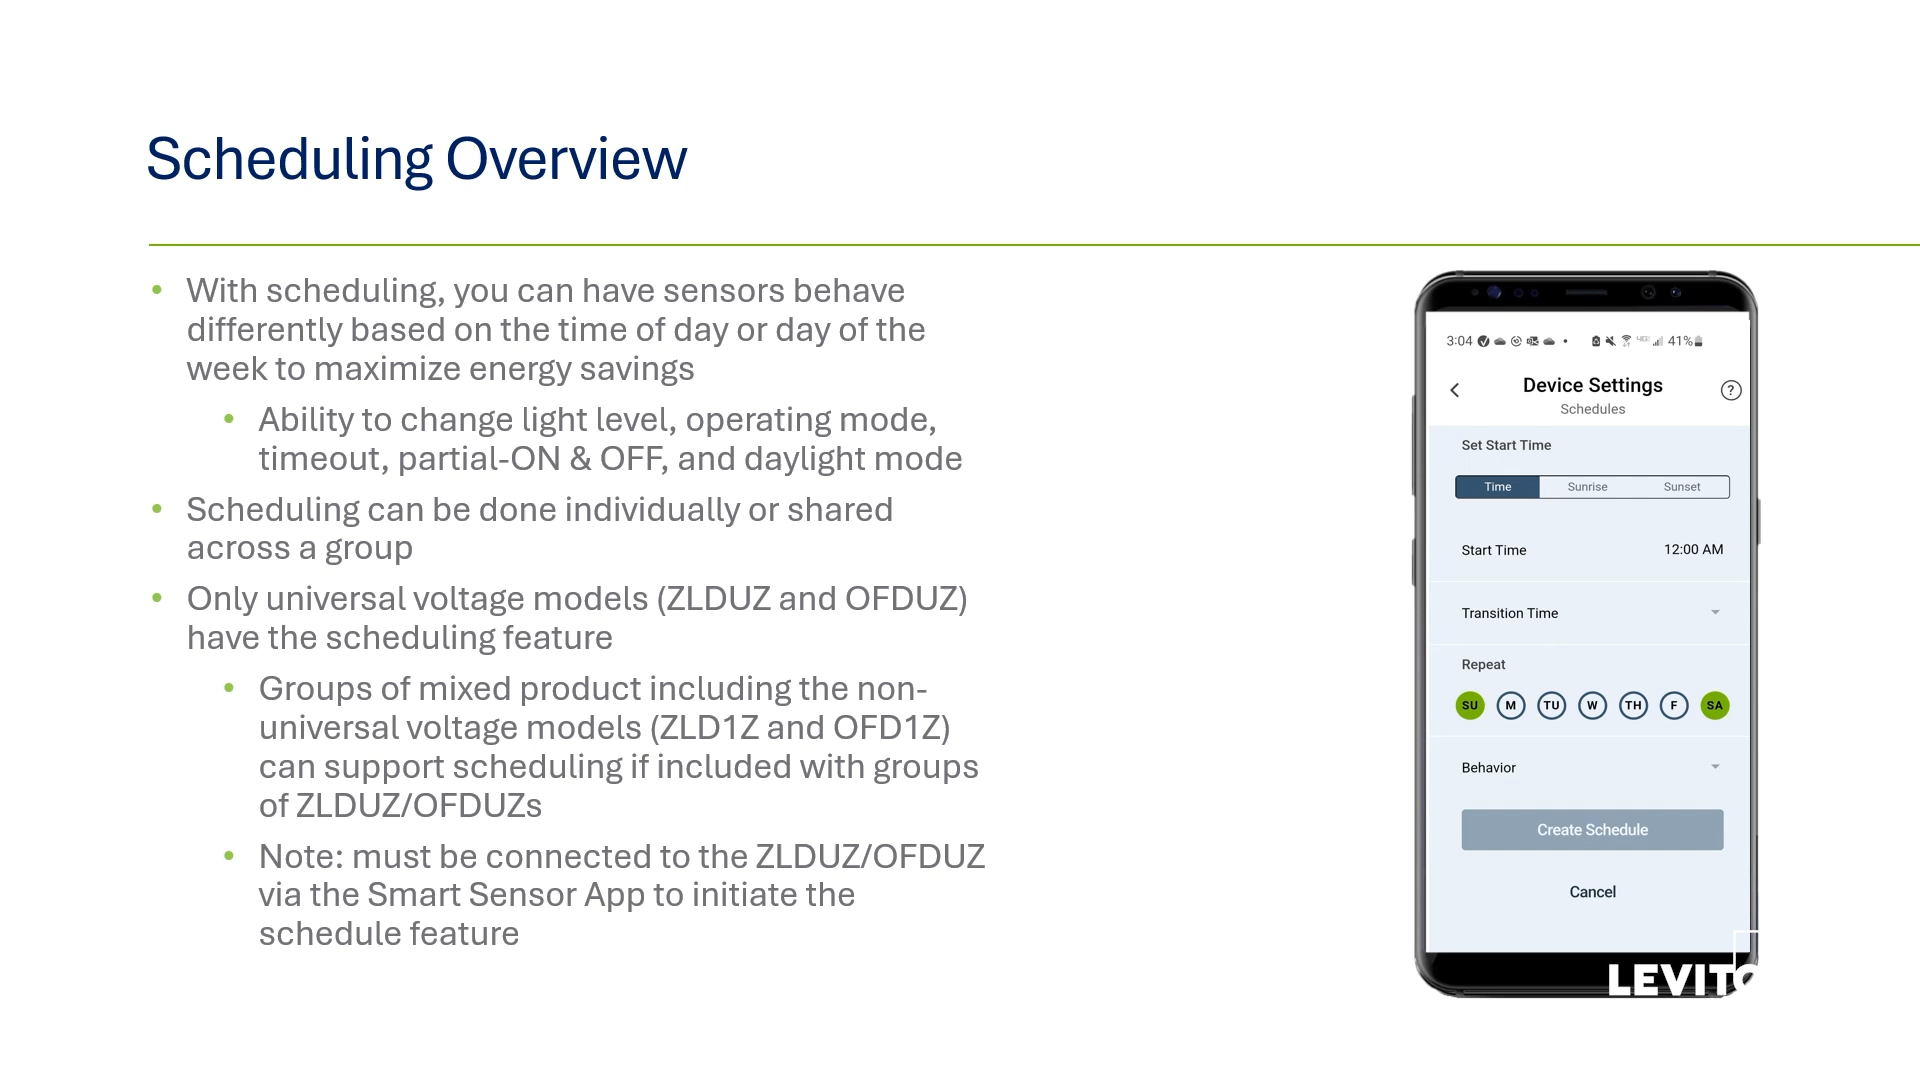 Scheduling Overview
• With scheduling, you can have sensors behave
differently based on the time of day or day of the
week to maximize energy savings
• Ability to change light level, operating mode,
timeout, partial-ON & OFF, and daylight mode
• Scheduling can be done individually or shared
across a group
• Only universal voltage models (ZLDUZ and OFDUZ)
have the scheduling feature
• Groups of mixed product including the non-
universal voltage models (ZLD1Z and OFD1Z)
can support scheduling if included with groups
of ZLDUZ/OFDUZs
• Note: must be connected to the ZLDUZ/OFDUZ
via the Smart Sensor App to initiate the
schedule feature
3:04 41%
Device Settings
Schedules
Set Start Time
Time Sunrise Sunset
Start Time 12:00 AM
Transition Time
Repeat
SU M TU W TH F SA
Behavior
Create Schedule
Cancel
LEVITO